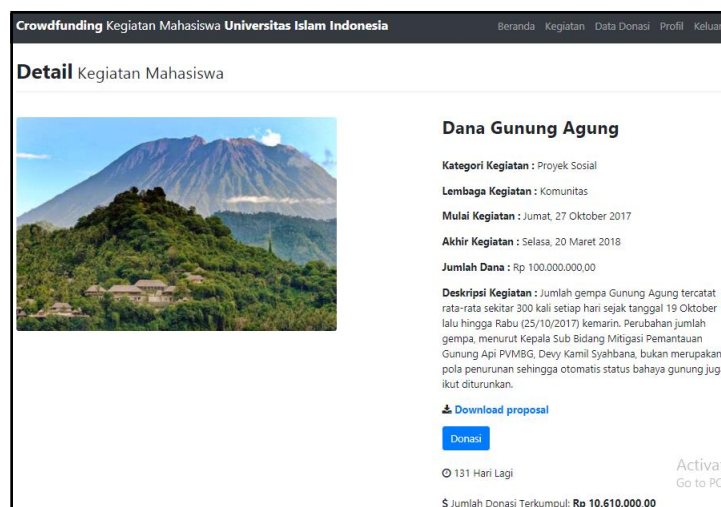 Crowdfunding Kegiatan Mahasiswa Universitas Islam Indonesia
Beranda Kegiatan Data Donasi Profil Keluar
Detail Kegiatan Mahasiswa
Dana Gunung Agung
Kategori Kegiatan : Proyek Sosial
Lembaga Kegiatan : Komunitas
Mulai Kegiatan : Jumat, 27 Oktober 2017
Akhir Kegiatan : Selasa, 20 Maret 2018
Jumlah Dana : Rp 100.000.000,00
Deskripsi Kegiatan : Jumlah gempa Gunung Agung tercatat
rata-rata sekitar 300 kali setiap hari sejak tanggal 19 Oktober
lalu hingga Rabu (25/10/2017) kemarin. Perubahan jumlah
gempa, menurut Kepala Sub Bidang Mitigasi Pemantauan
Gunung Api PVMBG, Devy Kamil Syahbana, bukan merupakan
pola penurunan sehingga otomatis status bahaya gunung jug
ikut diturunkan.
Download proposal
Donasi
131 Hari Lagi
Activa
Go to PC
$ Jumlah Donasi Terkumpul: Rp 10.610.000,00